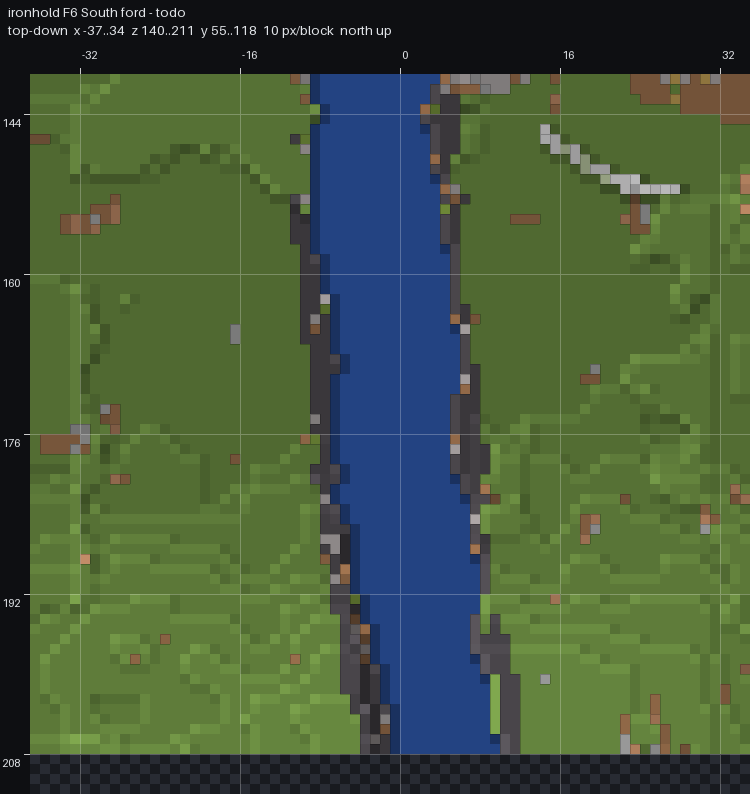 ironhold F6 South ford - todo
top-down x -37..34 z 140..211 y 55..118 10 px/block north up
-32 -16 0 16 32
144
160
176
192
208